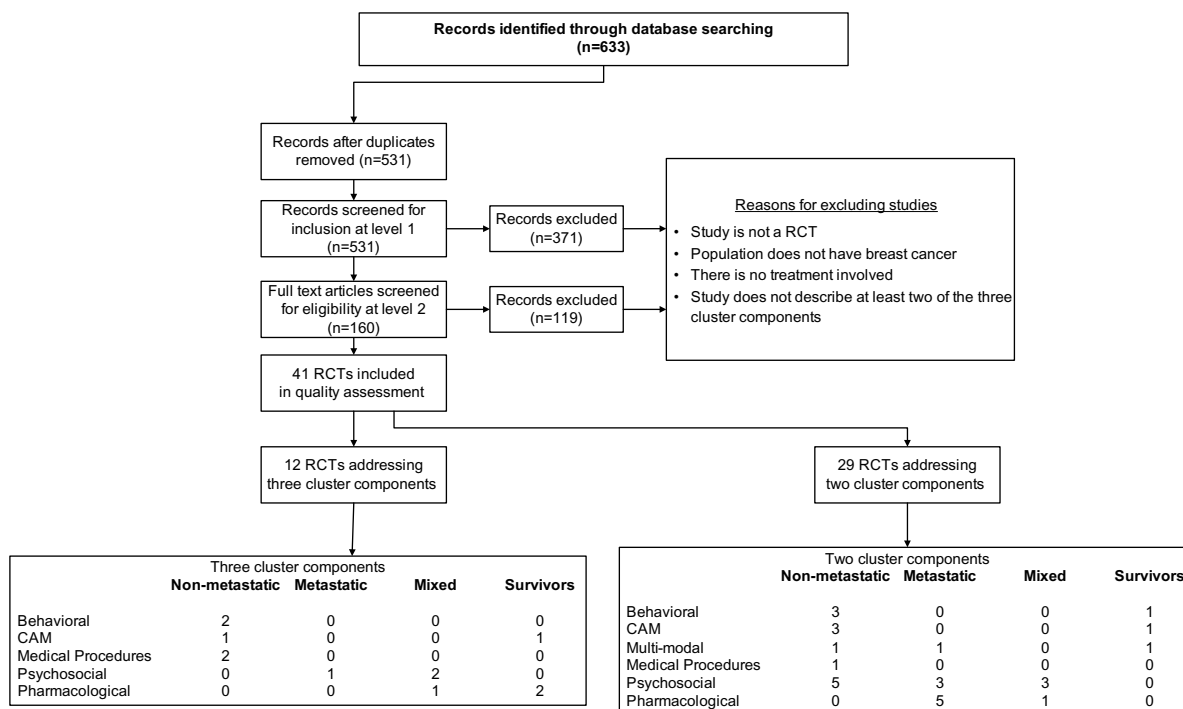 Records identified through database searching
(n=633)
Records after duplicates
removed (n=531)
Records screened for
inclusion at level 1
(n=531)
Records excluded
(n=371)
Full text articles screened
for eligibility at level 2
(n=160)
Records excluded
(n=119)
Reasons for excluding studies
• Study is not a RCT
• Population does not have breast cancer
• There is no treatment involved
• Study does not describe at least two of the three
cluster components
41 RCTs included
in quality assessment
12 RCTs addressing
three cluster components
29 RCTs addressing
two cluster components
Three cluster components
Non-metastatic Metastatic Mixed Survivors
Behavioral 2 0 0 0
CAM 1 0 0 1
Medical Procedures 2 0 0 0
Psychosocial 0 1 2 0
Pharmacological 0 0 1 2
Two cluster components
Non-metastatic Metastatic Mixed Survivors
Behavioral 3 0 0 1
CAM 3 0 0 1
Multi-modal 1 1 0 1
Medical Procedures 1 0 0 0
Psychosocial 5 3 3 0
Pharmacological 0 5 1 0